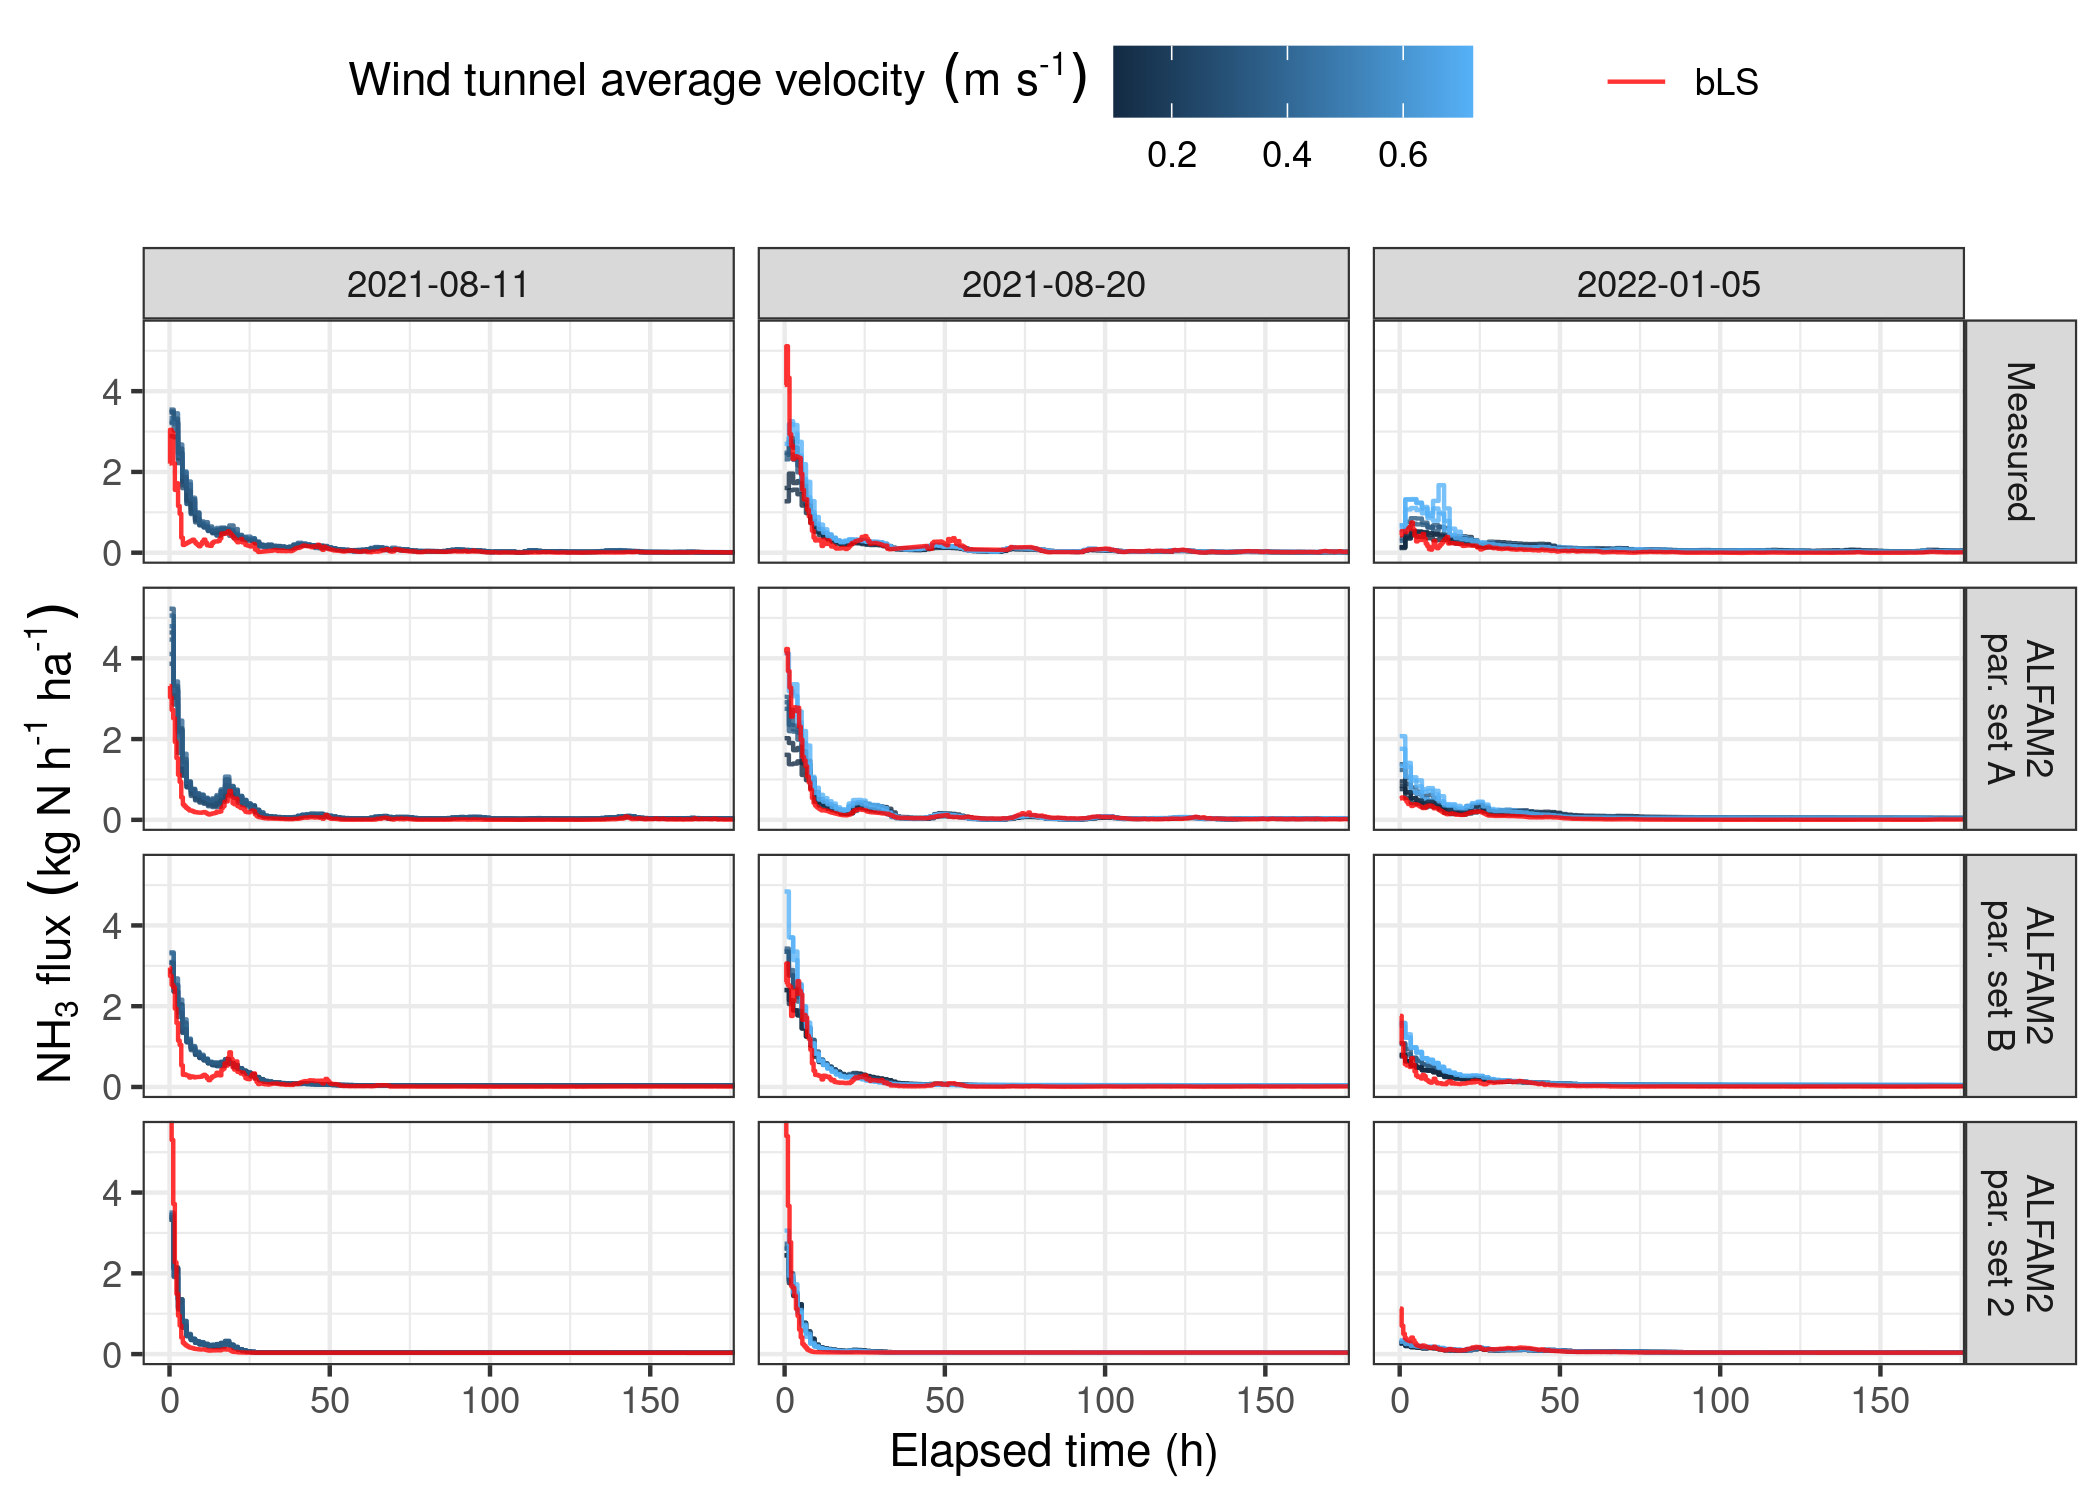 Wind tunnel average velocity (m s⁻¹)
0.2 0.4 0.6
bLS
2021-08-11 2021-08-20 2022-01-05
NH₃ flux (kg N h⁻¹ ha⁻¹)
4
2
0
Measured
4
2
0
ALFAM2
par. set A
4
2
0
ALFAM2
par. set B
4
2
0
ALFAM2
par. set 2
0 50 100 150 0 50 100 150 0 50 100 150
Elapsed time (h)